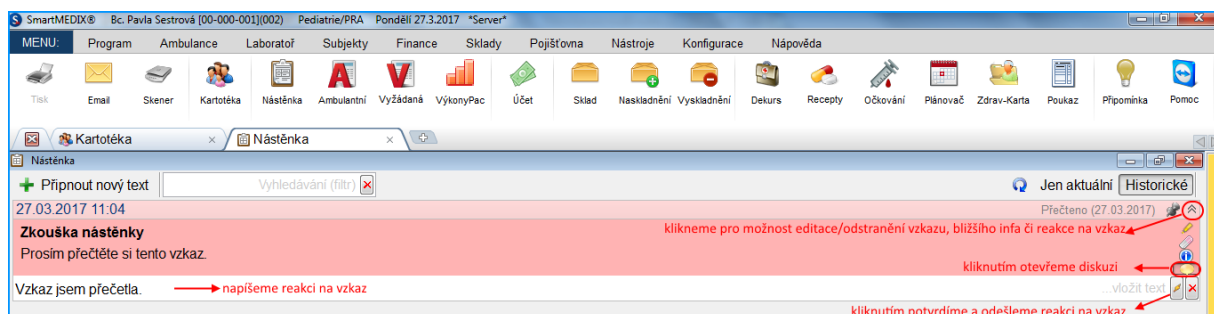 SmartMEDIX® Bc. Pavla Sestrová [00-000-001](002) Pediatrie/PRA Pondělí 27.3.2017 *Server*
MENU: Program Ambulance Laboratoř Subjekty Finance Sklady Pojišťovna Nástroje Konfigurace Nápověda
Tisk Email Skener Kartotéka Nástěnka Ambulantní Vyžádaná VýkonyPac Účet Sklad Naskladnění Vyskladnění Dekurs Recepty Očkování Plánovač Zdrav-Karta Poukaz Připomínka Pomoc
Kartotéka Nástěnka
Nástěnka
Připnout nový text Vyhledávání (filtr) Jen aktuální Historické
27.03.2017 11:04 Přečteno (27.03.2017)
Zkouška nástěnky
klikneme pro možnost editace/odstranění vzkazu, bližšího infa či reakce na vzkaz
Prosím přečtěte si tento vzkaz.
kliknutím otevřeme diskuzi
Vzkaz jsem přečetla. napíšeme reakci na vzkaz ...vložit text
kliknutím potvrdíme a odešleme reakci na vzkaz